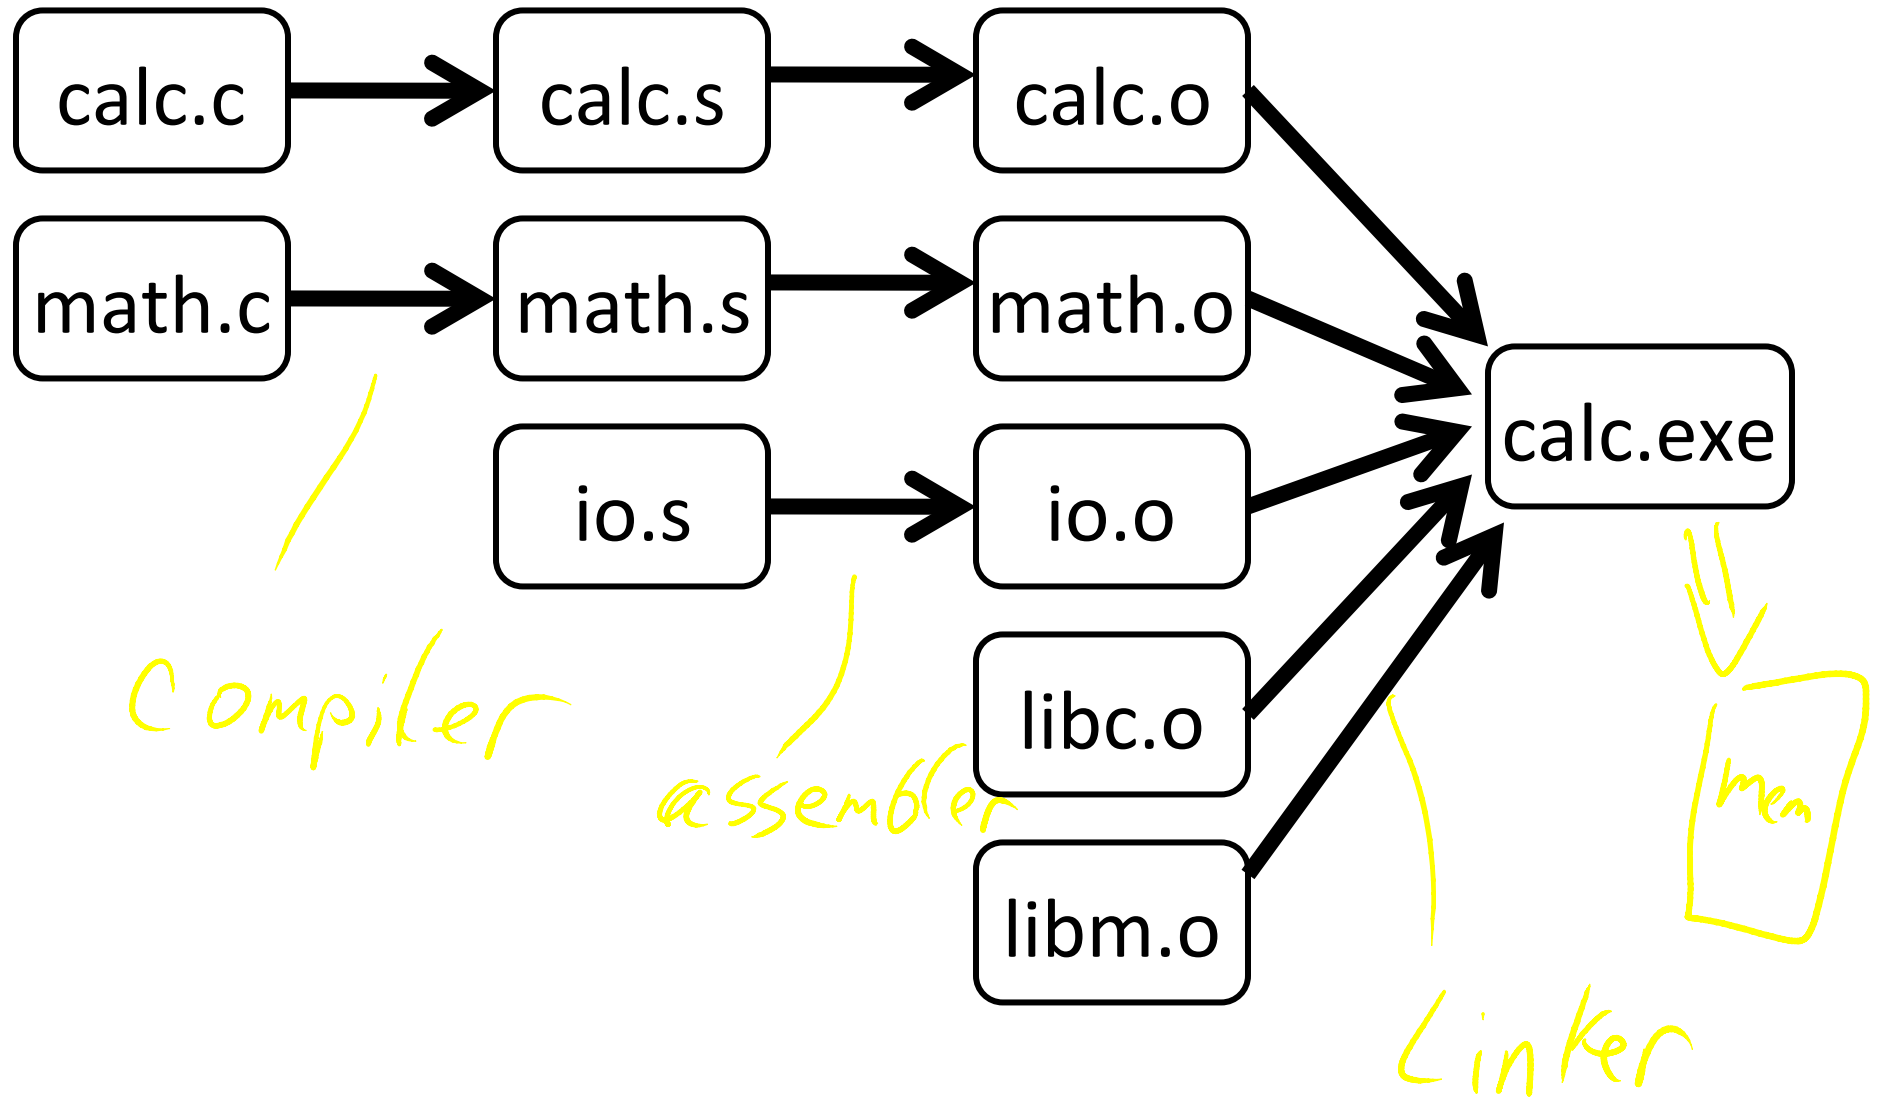 calc.c calc.s calc.o
math.c math.s math.o
calc.exe
io.s io.o
compiler
libc.o
assembler
mem
libm.o
Linker